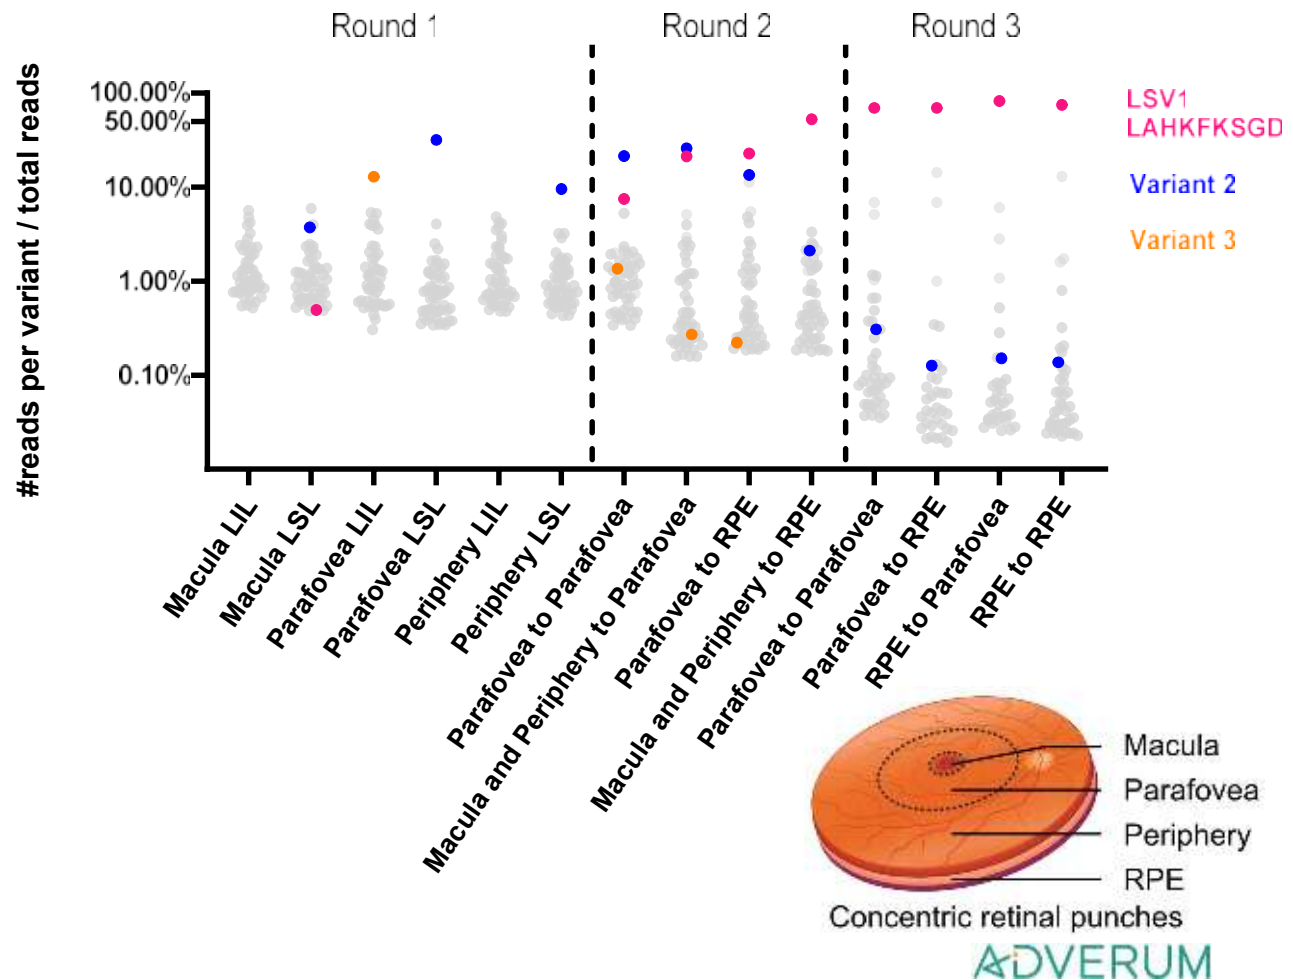 Round 1
Round 2
Round 3
#reads per variant / total reads
100.00%
50.00%
10.00%
1.00%
0.10%
LSV1
LAHKFKSGD
Variant 2
Variant 3
Macula LIL
Macula LSL
Parafovea LIL
Parafovea LSL
Periphery LIL
Periphery LSL
Parafovea to Parafovea
Macula and Periphery to Parafovea
Parafovea to RPE
Macula and Periphery to RPE
Parafovea to Parafovea
Parafovea to RPE
RPE to Parafovea
RPE to RPE
Macula
Parafovea
Periphery
RPE
Concentric retinal punches
ADVERUM